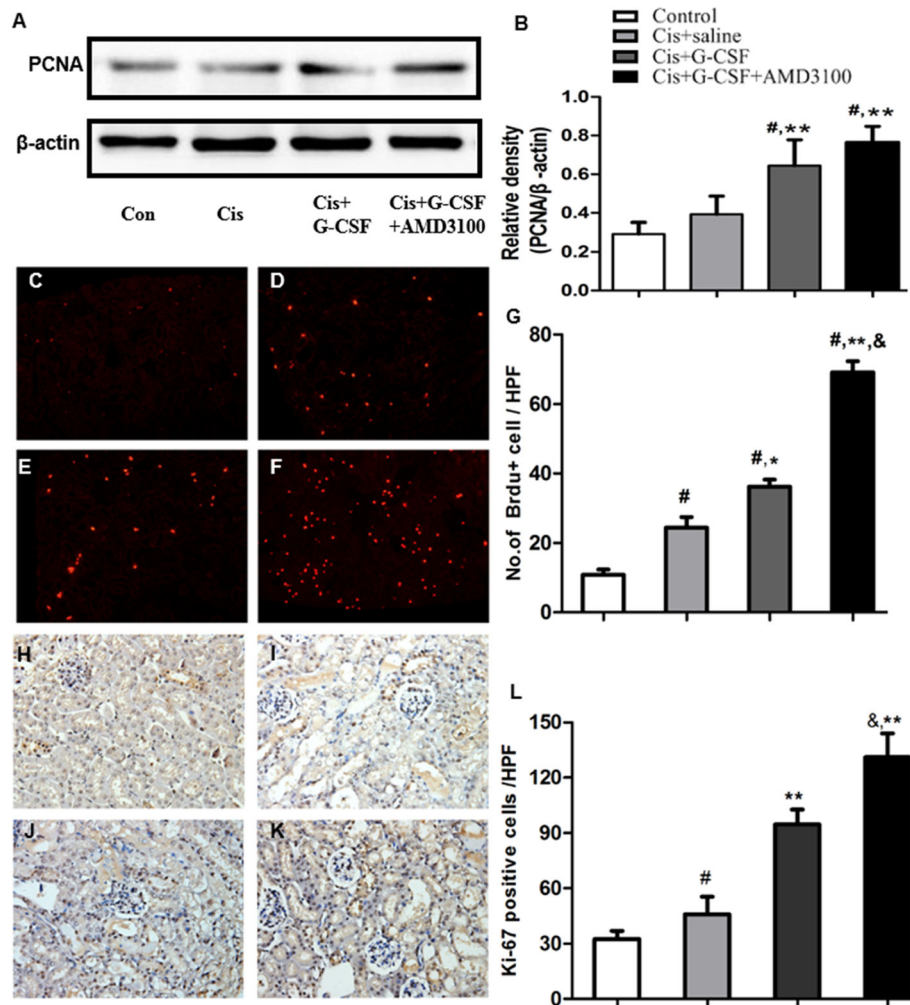 A
PCNA
β-actin
Con
Cis
Cis+
G-CSF
Cis+G-CSF
+AMD3100
B
Control
Cis+saline
Cis+G-CSF
Cis+G-CSF+AMD3100
Relative density
(PCNA/β -actin)
1.0
0.8
0.6
0.4
0.2
0.0
#,**
#,**
C
D
E
F
G
No.of Brdu+ cell / HPF
80
60
40
20
0
#
#,*
#,**,&
H
I
J
K
L
Ki-67 positive cells /HPF
150
120
90
60
30
0
#
**
&,**